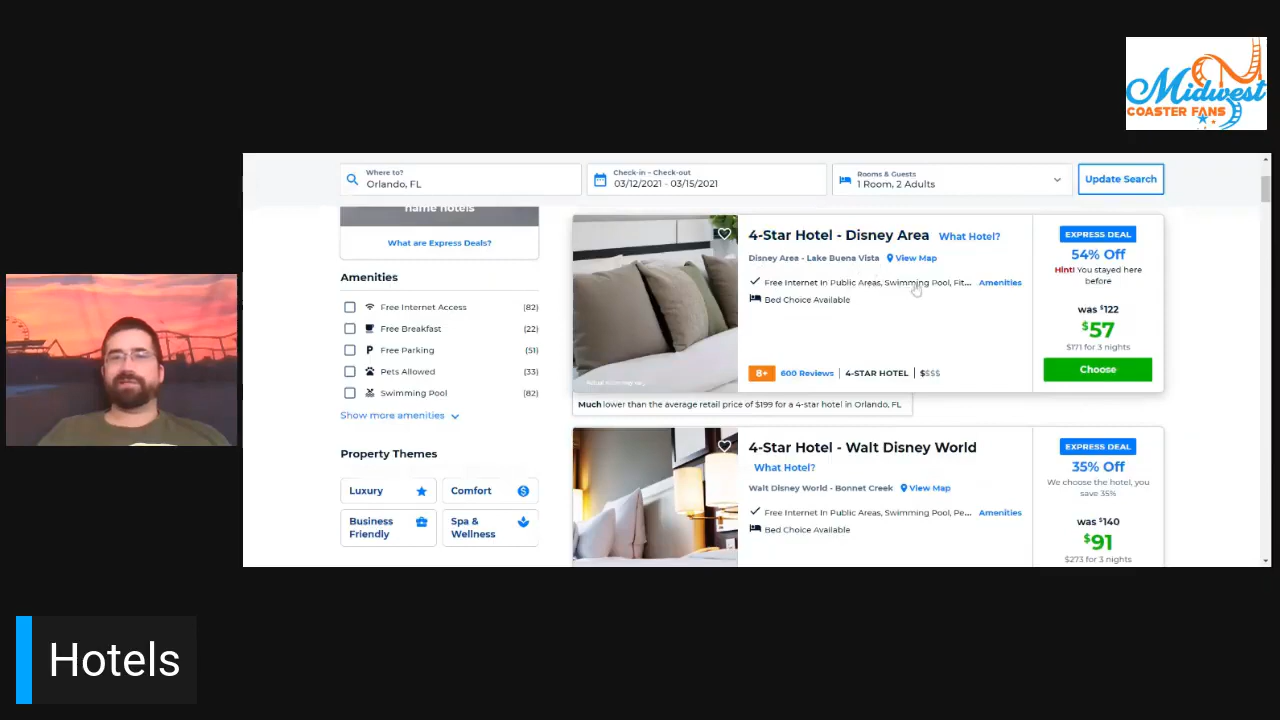 Midwest
COASTER FANS
Where to?
Orlando, FL
Check-in - Check-out
03/12/2021 - 03/15/2021
Rooms & Guests
1 Room, 2 Adults
Update Search
name hotels
What are Express Deals?
Amenities
Free Internet Access (82)
Free Breakfast (22)
P Free Parking (51)
Pets Allowed (33)
Swimming Pool (82)
Show more amenities
Property Themes
Luxury
Comfort
Business
Friendly
Spa &
Wellness
4-Star Hotel - Disney Area What Hotel?
Disney Area - Lake Buena Vista View Map
Free Internet in Public Areas, Swimming Pool, Fit... Amenities
Bed Choice Available
8+ 600 Reviews | 4-STAR HOTEL | $$$$$
EXPRESS DEAL
54% Off
Hint! You stayed here
before
was $122
$57
$171 for 3 nights
Choose
Much lower than the average retail price of $199 for a 4-star hotel in Orlando, FL
4-Star Hotel - Walt Disney World
What Hotel?
Walt Disney World - Bonnet Creek View Map
Free Internet In Public Areas, Swimming Pool, Pe... Amenities
Bed Choice Available
EXPRESS DEAL
35% Off
We choose the hotel, you
save 35%
was $140
$91
$273 for 3 nights
Hotels